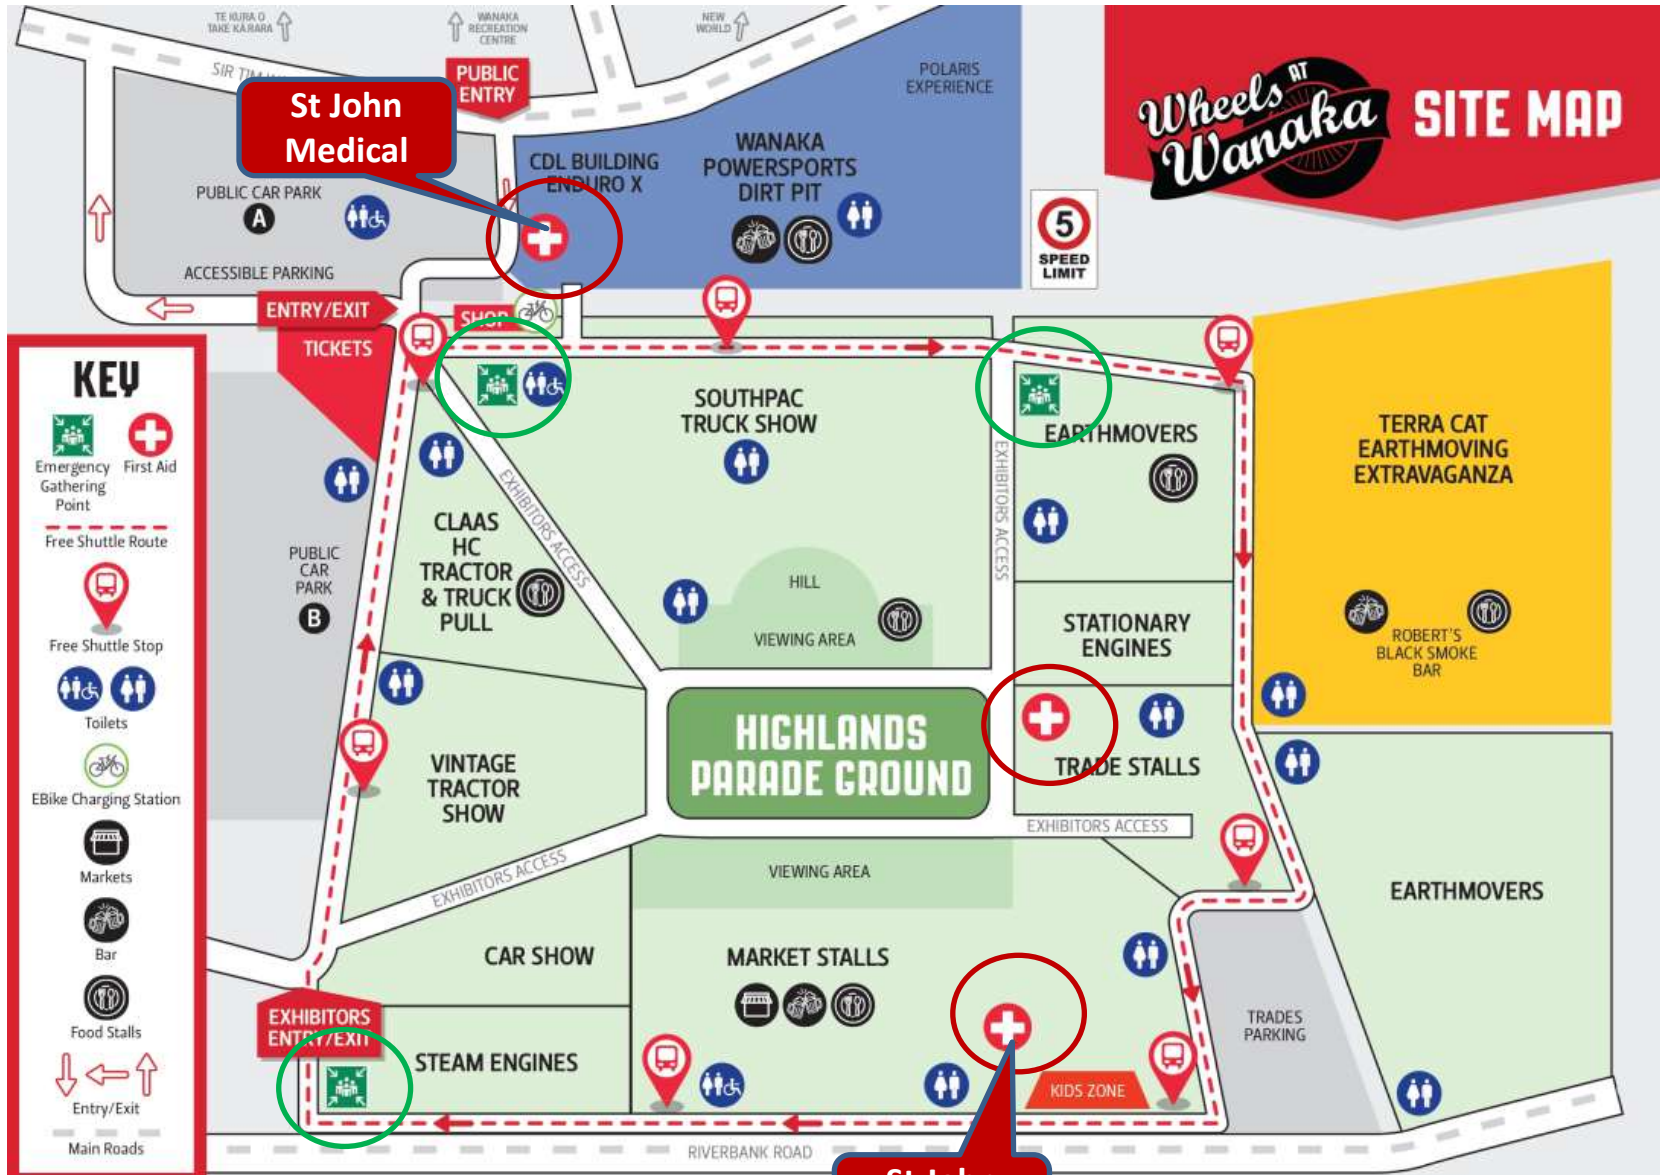 TE KURA O
TAKE KĀRARA
WANAKA
RECREATION
CENTRE
NEW
WORLD
SIR TIM
PUBLIC
ENTRY
St John
Medical
POLARIS
EXPERIENCE
Wheels AT
Wanaka
SITE MAP
CDL BUILDING
ENDURO X
WANAKA
POWERSPORTS
DIRT PIT
PUBLIC CAR PARK
A
ACCESSIBLE PARKING
5
SPEED
LIMIT
ENTRY/EXIT
SHOP
TICKETS
KEY
Emergency
Gathering
Point
First Aid
Free Shuttle Route
Free Shuttle Stop
Toilets
EBike Charging Station
Markets
Bar
Food Stalls
Entry/Exit
Main Roads
SOUTHPAC
TRUCK SHOW
EARTHMOVERS
TERRA CAT
EARTHMOVING
EXTRAVAGANZA
EXHIBITORS ACCESS
EXHIBITORS ACCESS
CLAAS
HC
TRACTOR
& TRUCK
PULL
PUBLIC
CAR
PARK
B
HILL
VIEWING AREA
STATIONARY
ENGINES
ROBERT'S
BLACK SMOKE
BAR
HIGHLANDS
PARADE GROUND
TRADE STALLS
VINTAGE
TRACTOR
SHOW
EXHIBITORS ACCESS
EXHIBITORS ACCESS
VIEWING AREA
EARTHMOVERS
CAR SHOW
MARKET STALLS
EXHIBITORS
ENTRY/EXIT
STEAM ENGINES
KIDS ZONE
TRADES
PARKING
RIVERBANK ROAD
St John